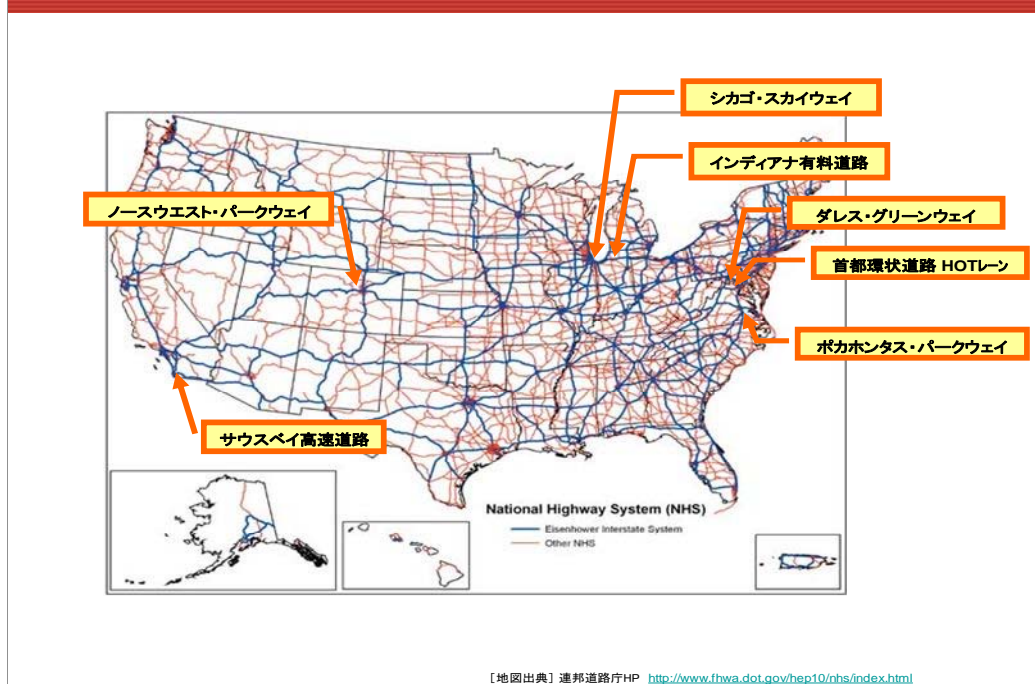 シカゴ・スカイウェイ
インディアナ有料道路
ノースウエスト・パークウェイ
ダレス・グリーンウェイ
首都環状道路 HOTレーン
ポカホンタス・パークウェイ
サウスベイ高速道路
National Highway System (NHS)
Eisenhower Interstate System
Other NHS
[地図出典] 連邦道路庁HP http://www.fhwa.dot.gov/hep10/nhs/index.html